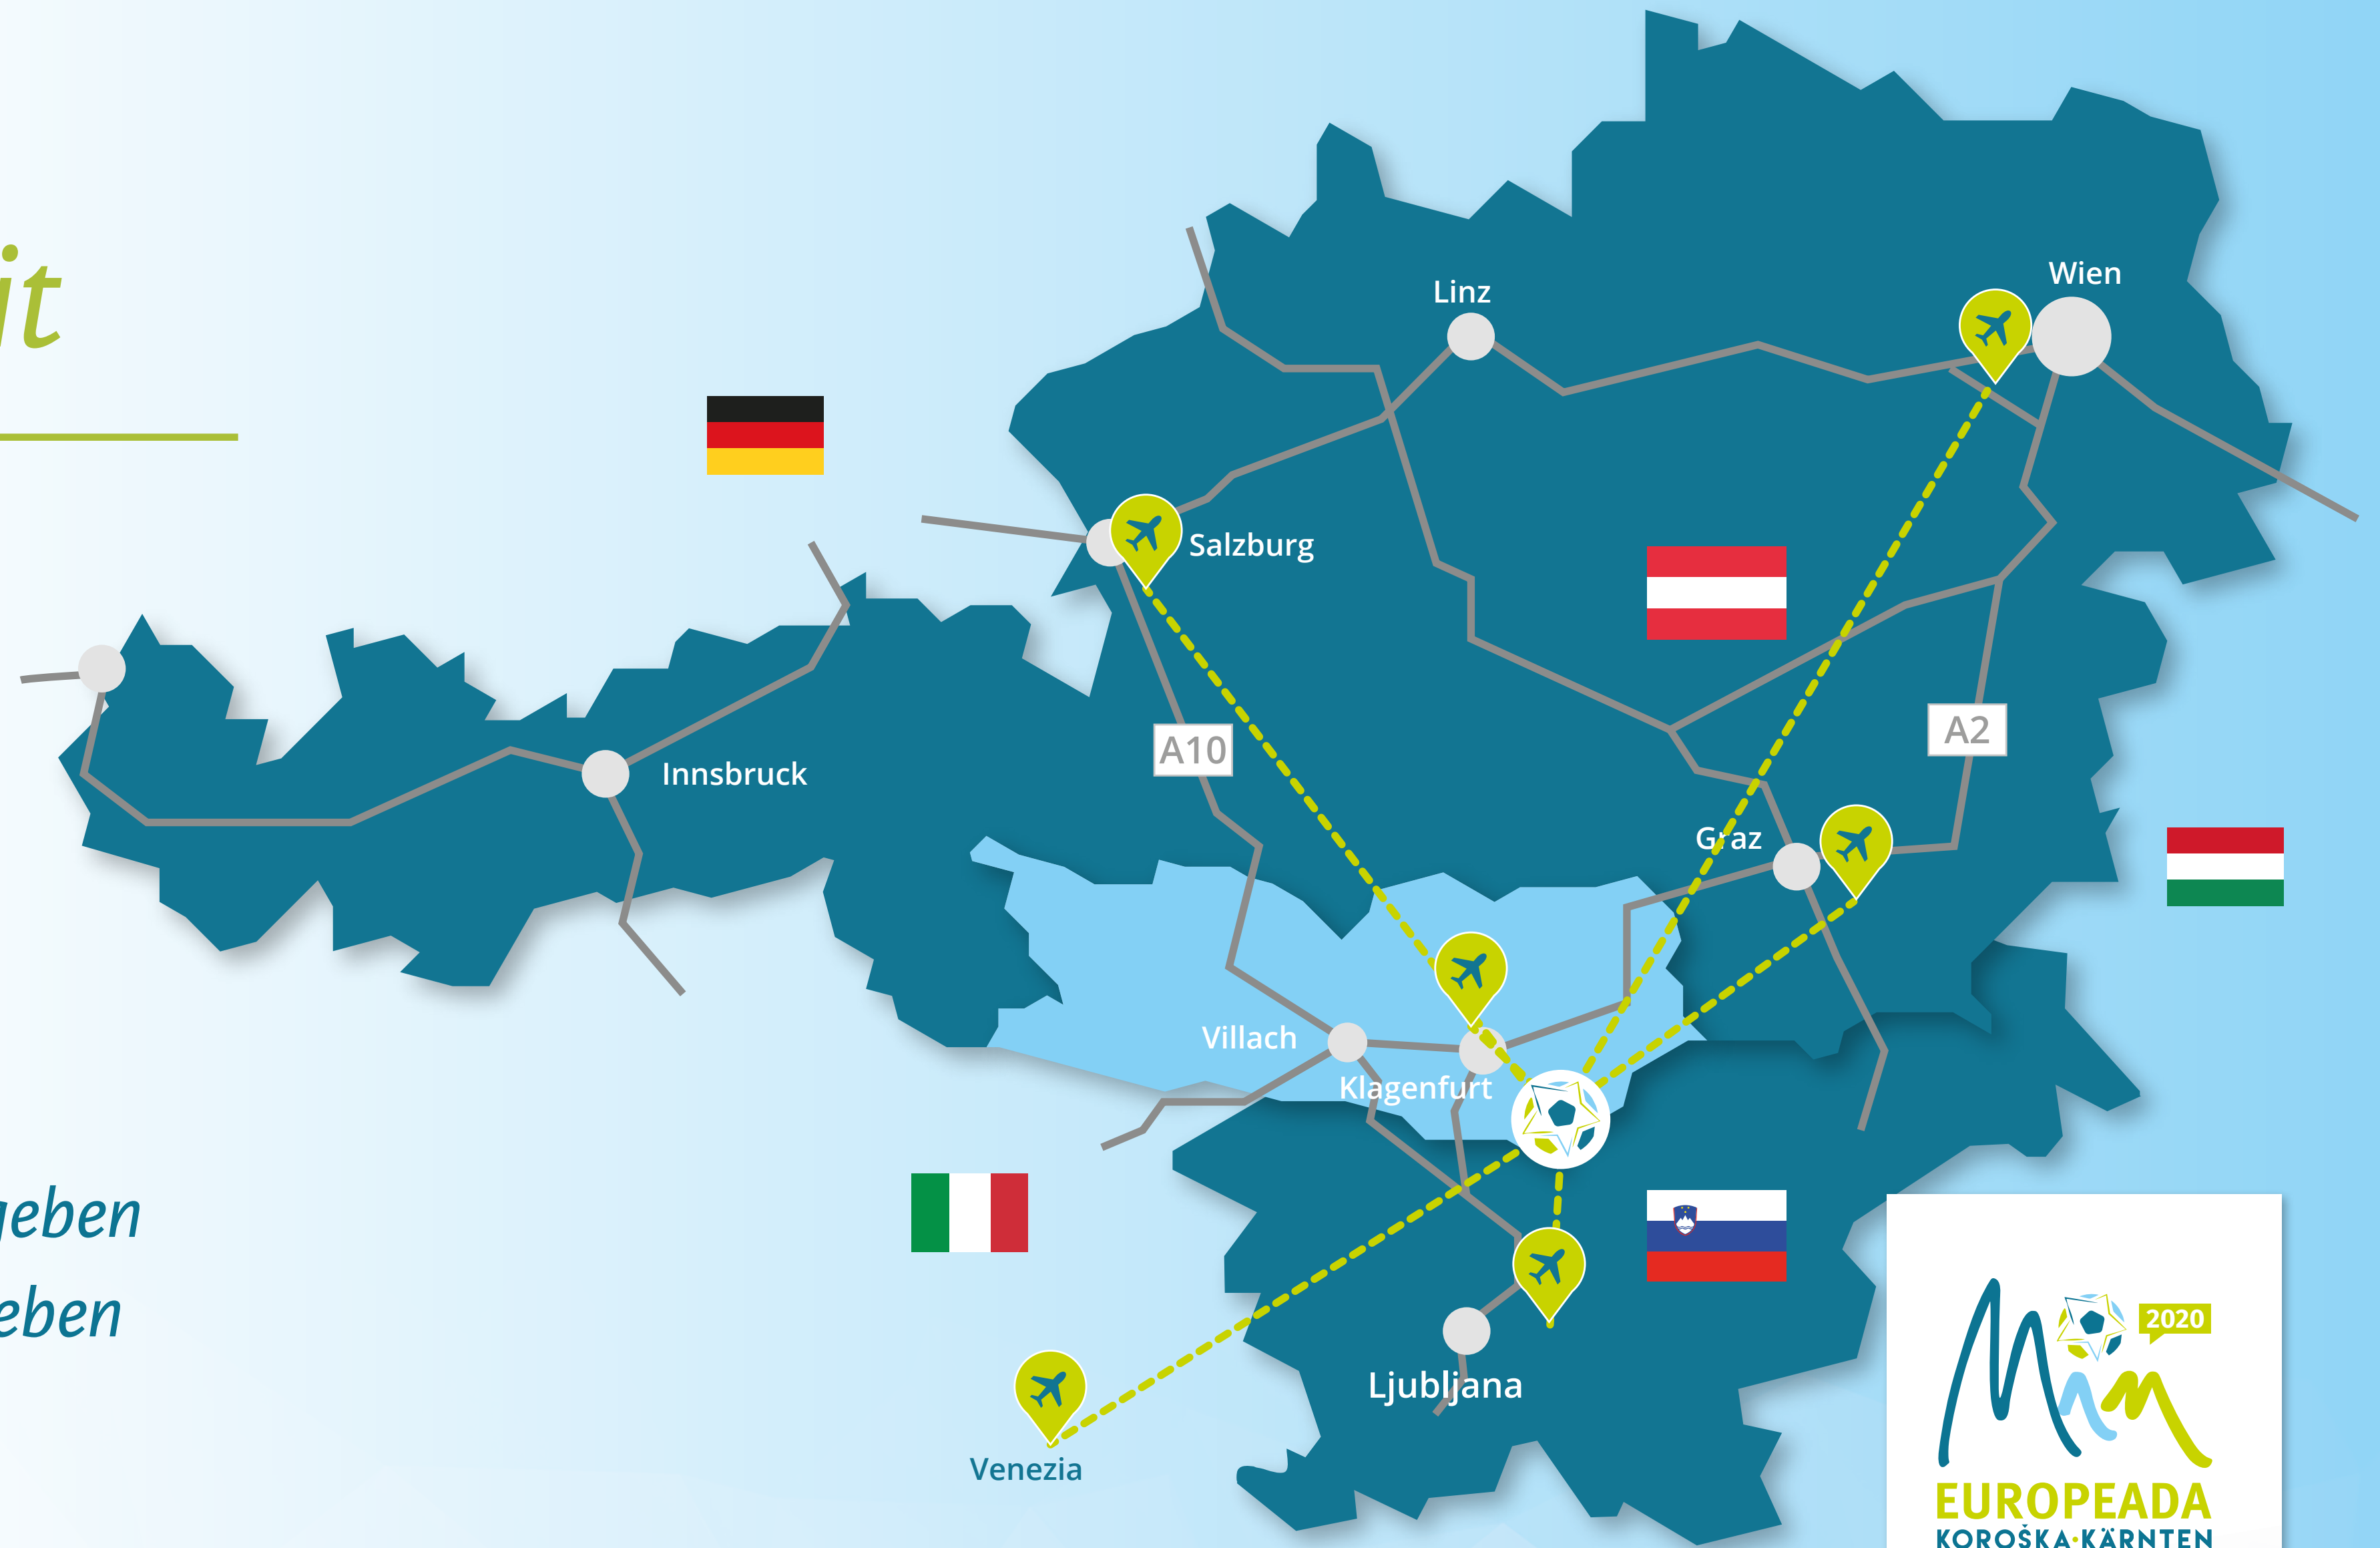 it
Linz
Wien
Salzburg
A10
A2
Innsbruck
Graz
Villach
Klagenfurt
geben
eben
Ljubljana
Venezia
2020
EUROPEADA
KOROŠKA·KÄRNTEN